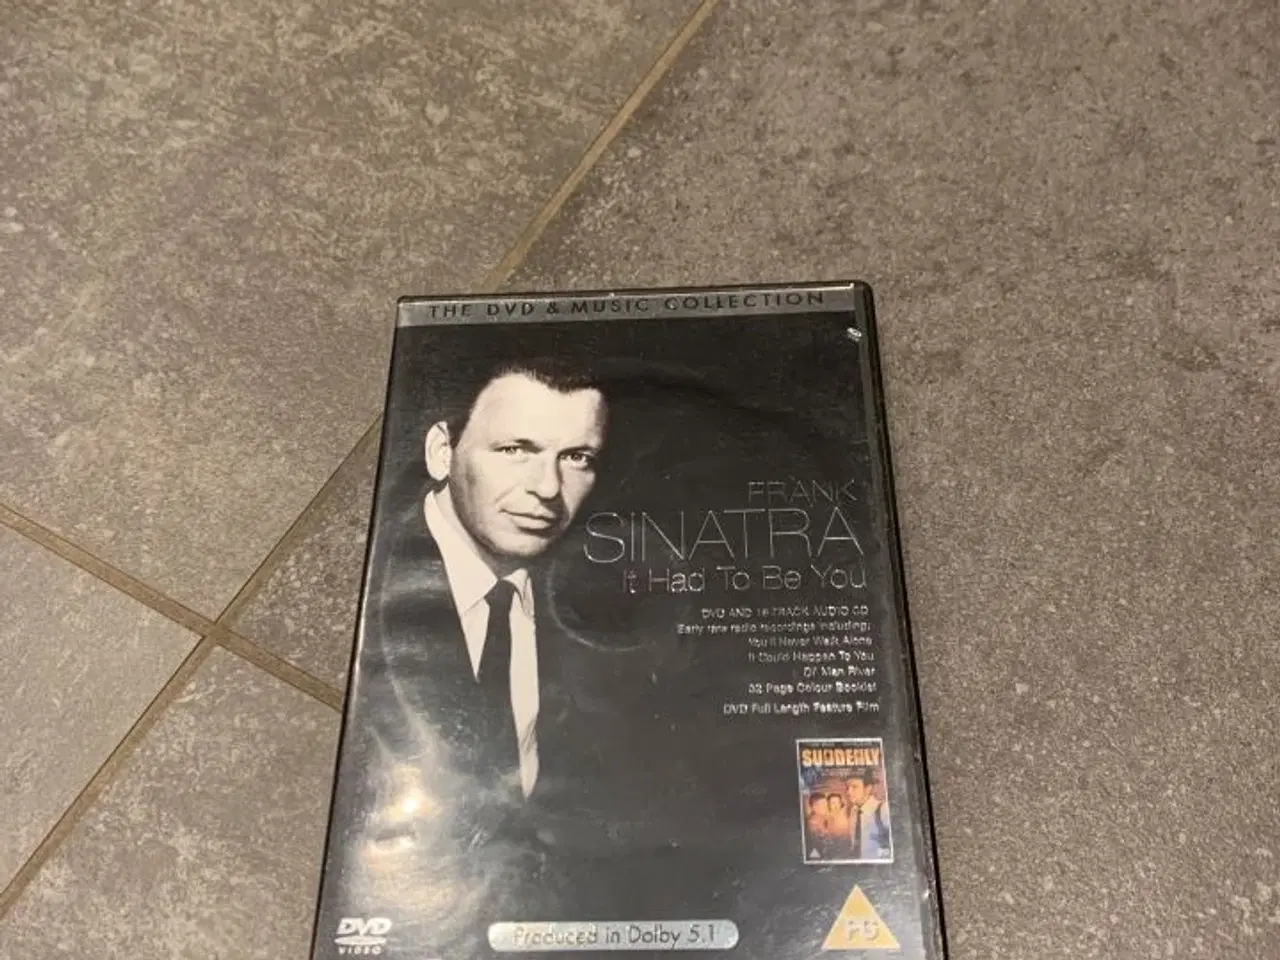 THE DVD & MUSIC COLLECTION
FRANK
SINATRA
It Had To Be You
DVD AND 16 TRACK AUDIO CD
Early rare radio recordings including:
You'll Never Walk Alone
It Could Happen To You
Ol' Man River
32 Page Colour Booklet
DVD Full Length Feature Film
SUDDENLY
DVD
VIDEO
Produced in Dolby 5.1
PG